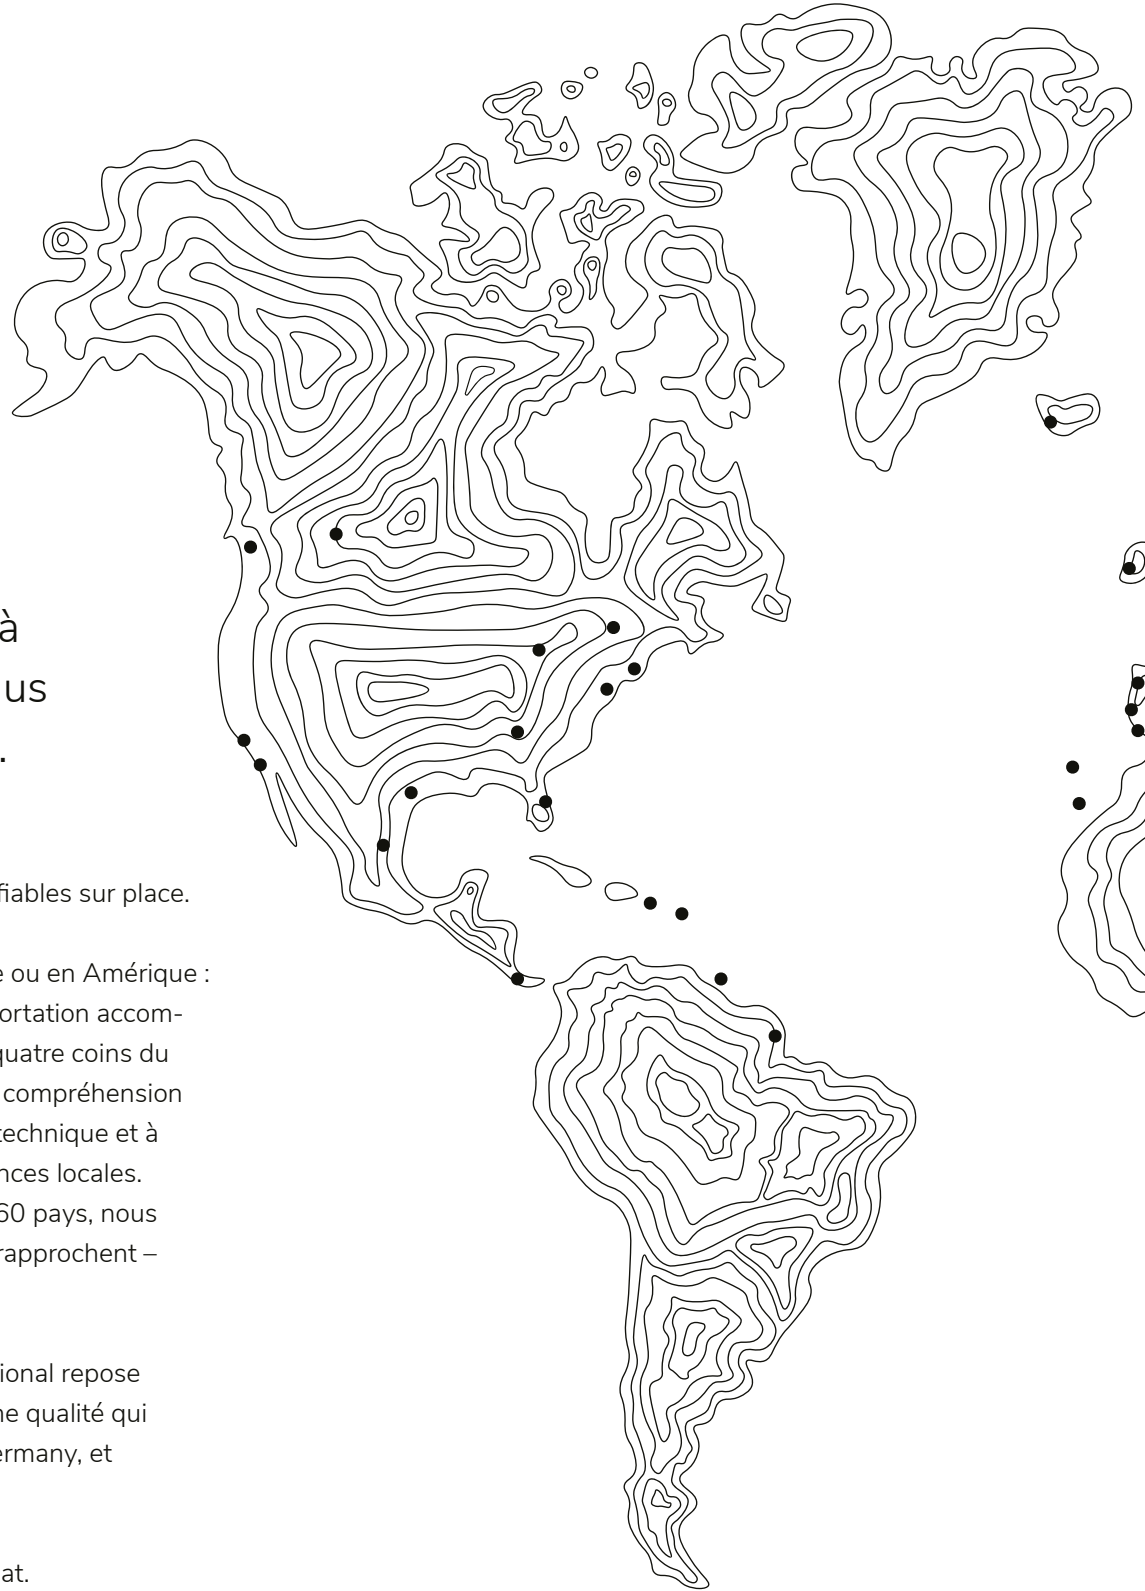 à
us
.
fiables sur place.
e ou en Amérique :
ortation accom-
quatre coins du
compréhension
technique et à
nces locales.
60 pays, nous
rapprochent –
ional repose
ne qualité qui
ermany, et
at.